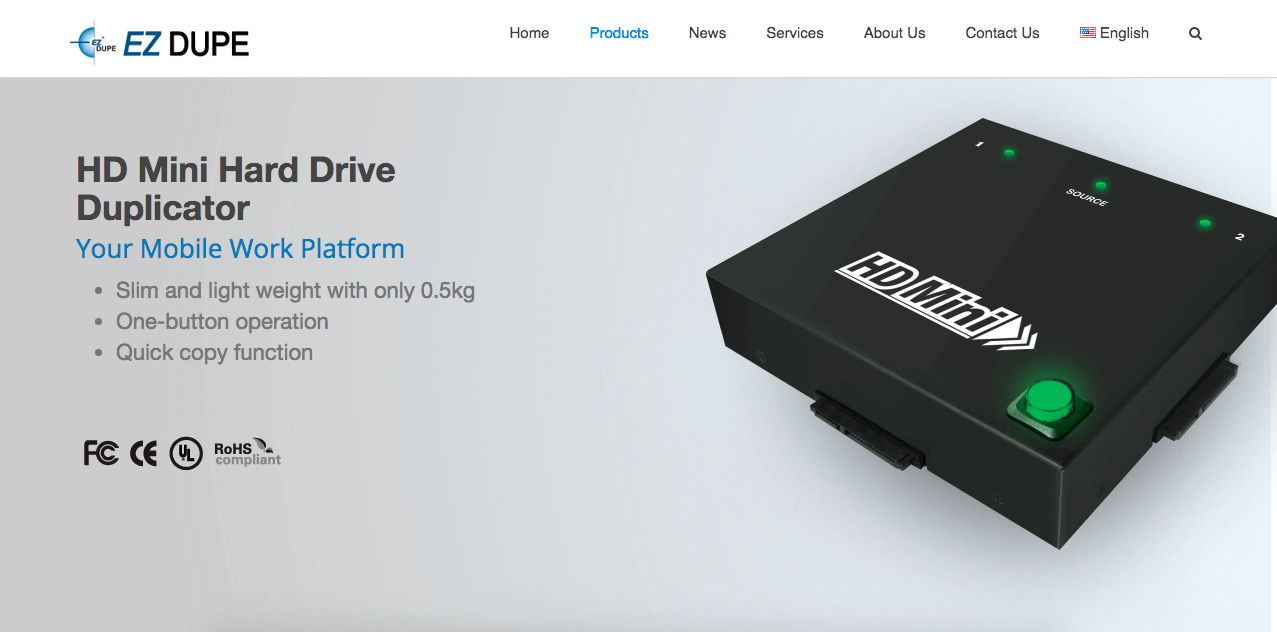 EZ DUPE
EZ DUPE
Home
Products
News
Services
About Us
Contact Us
English
HD Mini Hard Drive
Duplicator
Your Mobile Work Platform
Slim and light weight with only 0.5kg
One-button operation
Quick copy function
FC CE UL RoHS
compliant
1
SOURCE
2
HD Mini